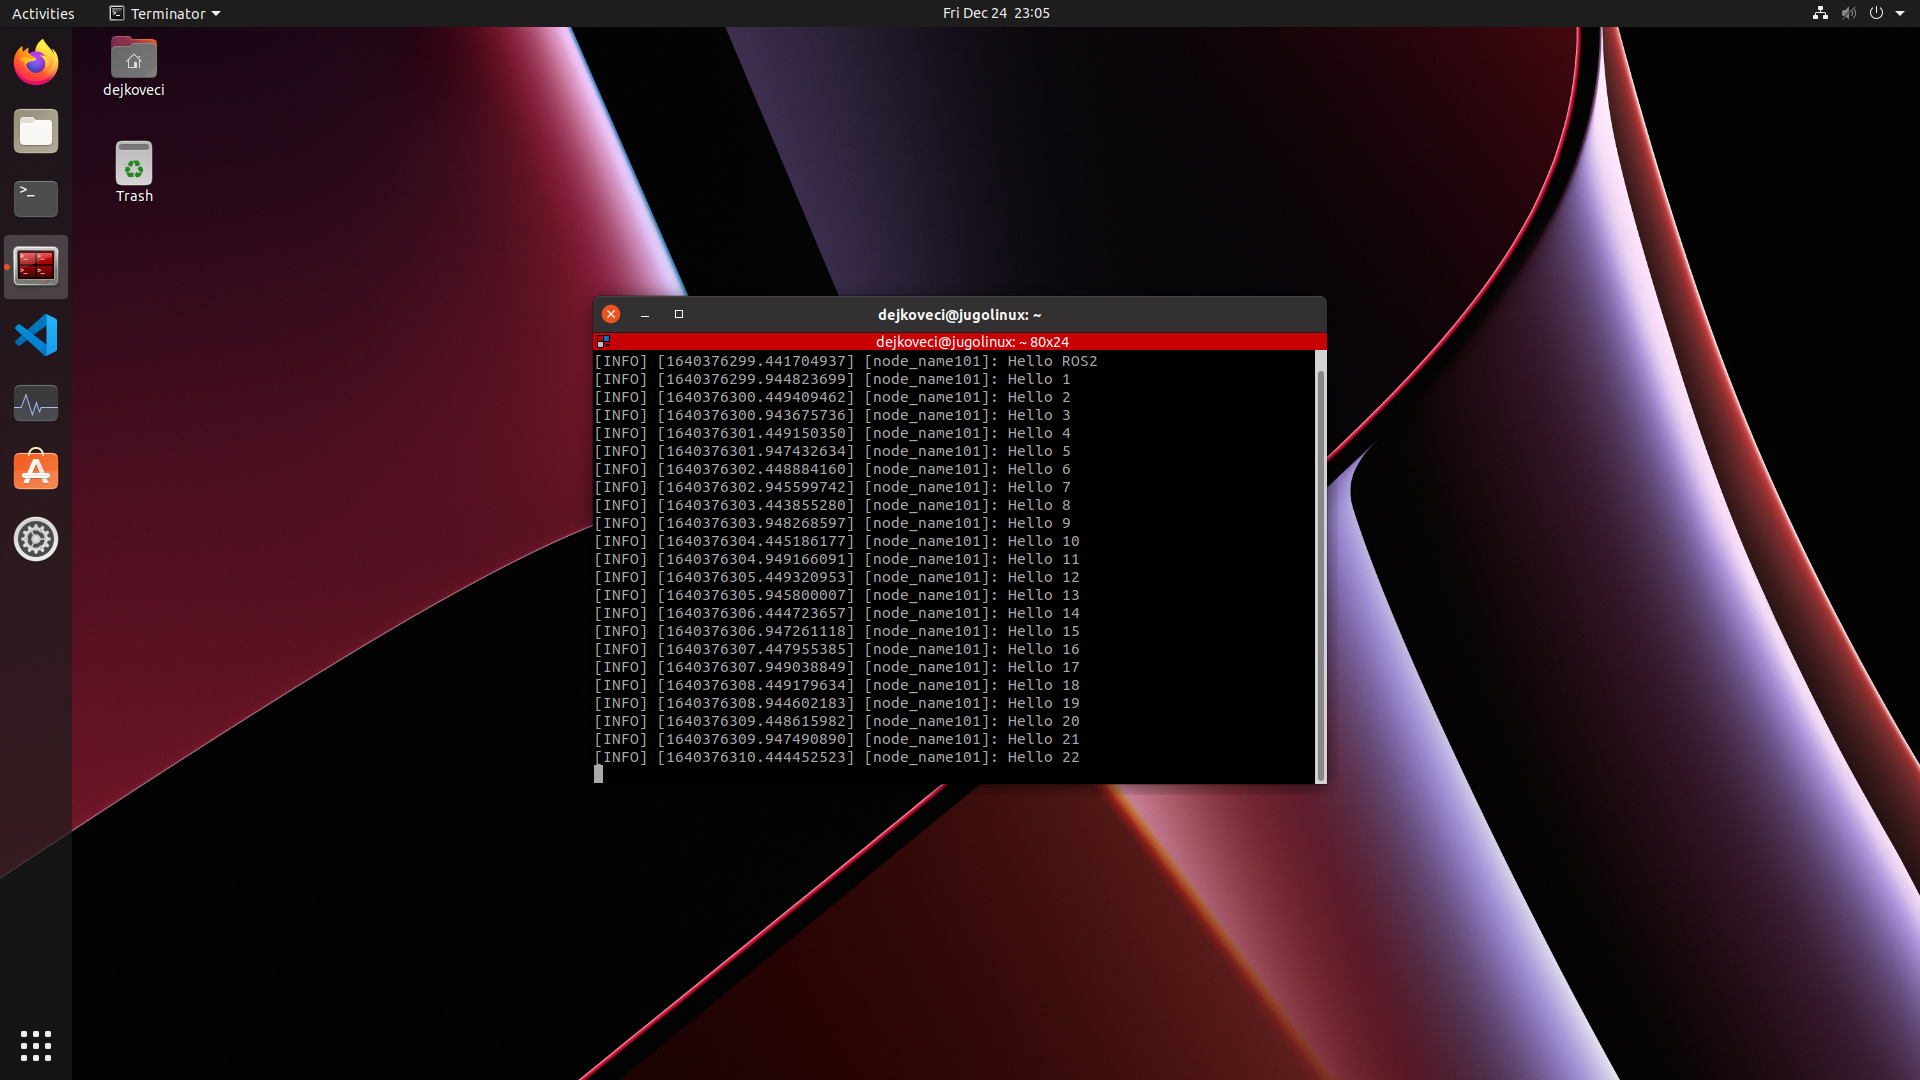 Activities
Terminator
Fri Dec 24 23:05
dejkoveci
Trash
dejkoveci@jugolinux: ~
dejkoveci@jugolinux: ~ 80x24
[INFO] [1640376299.441704937] [node_name101]: Hello ROS2
[INFO] [1640376299.944823699] [node_name101]: Hello 1
[INFO] [1640376300.449409462] [node_name101]: Hello 2
[INFO] [1640376300.943675736] [node_name101]: Hello 3
[INFO] [1640376301.449150350] [node_name101]: Hello 4
[INFO] [1640376301.947432634] [node_name101]: Hello 5
[INFO] [1640376302.448884160] [node_name101]: Hello 6
[INFO] [1640376302.945599742] [node_name101]: Hello 7
[INFO] [1640376303.443855280] [node_name101]: Hello 8
[INFO] [1640376303.948268597] [node_name101]: Hello 9
[INFO] [1640376304.445186177] [node_name101]: Hello 10
[INFO] [1640376304.949166091] [node_name101]: Hello 11
[INFO] [1640376305.449320953] [node_name101]: Hello 12
[INFO] [1640376305.945800007] [node_name101]: Hello 13
[INFO] [1640376306.444723657] [node_name101]: Hello 14
[INFO] [1640376306.947261118] [node_name101]: Hello 15
[INFO] [1640376307.447955385] [node_name101]: Hello 16
[INFO] [1640376307.949038849] [node_name101]: Hello 17
[INFO] [1640376308.449179634] [node_name101]: Hello 18
[INFO] [1640376308.944602183] [node_name101]: Hello 19
[INFO] [1640376309.448615982] [node_name101]: Hello 20
[INFO] [1640376309.947490890] [node_name101]: Hello 21
[INFO] [1640376310.444452523] [node_name101]: Hello 22